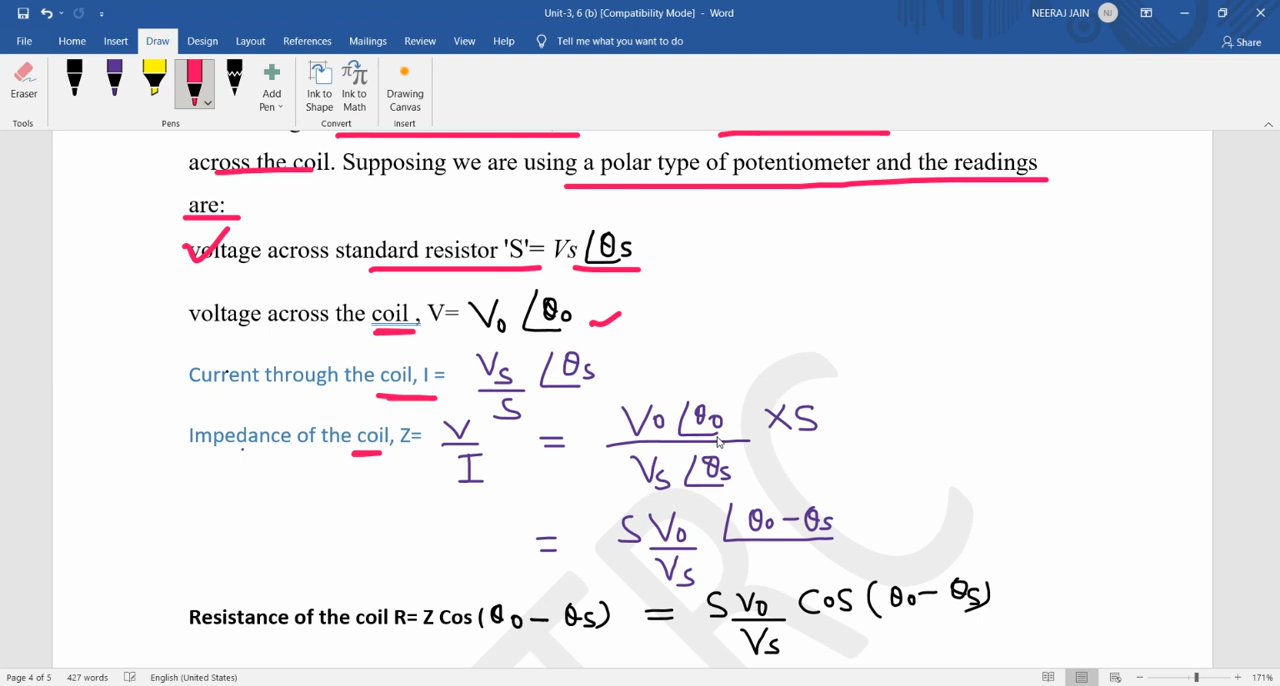 Unit-3, 6 (b) [Compatibility Mode] - Word
NEERAJ JAIN NJ
File Home Insert Draw Design Layout References Mailings Review View Help Tell me what you want to do Share
Eraser
Add Pen
Ink to Shape
Ink to Math
Drawing Canvas
Tools Pens Convert Insert
across the coil. Supposing we are using a polar type of potentiometer and the readings
are:
voltage across standard resistor 'S'= Vs ∠θs
voltage across the coil , V= V₀ ∠θ₀
Current through the coil, I = Vs/S ∠θs
Impedance of the coil, Z= V/I = V₀ ∠θ₀ / Vs ∠θs × S
= S V₀/Vs ∠θ₀ – θs
Resistance of the coil R= Z Cos (θ₀ – θs) = S V₀/Vs Cos (θ₀ – θs)
Page 4 of 5 427 words English (United States) 171%